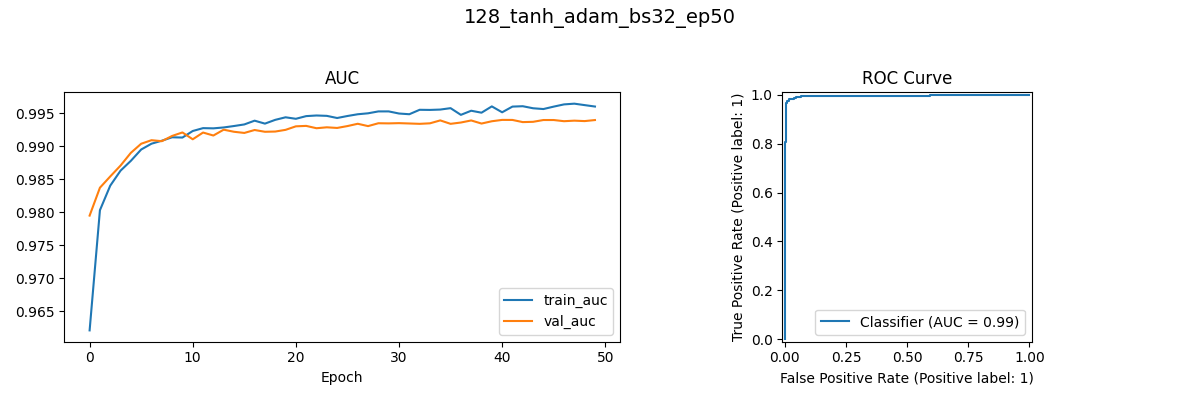 128_tanh_adam_bs32_ep50
AUC
0.995
0.990
0.985
0.980
0.975
0.970
0.965
0 10 20 30 40 50
Epoch
train_auc
val_auc
ROC Curve
True Positive Rate (Positive label: 1)
1.0
0.8
0.6
0.4
0.2
0.0
0.00 0.25 0.50 0.75 1.00
False Positive Rate (Positive label: 1)
Classifier (AUC = 0.99)